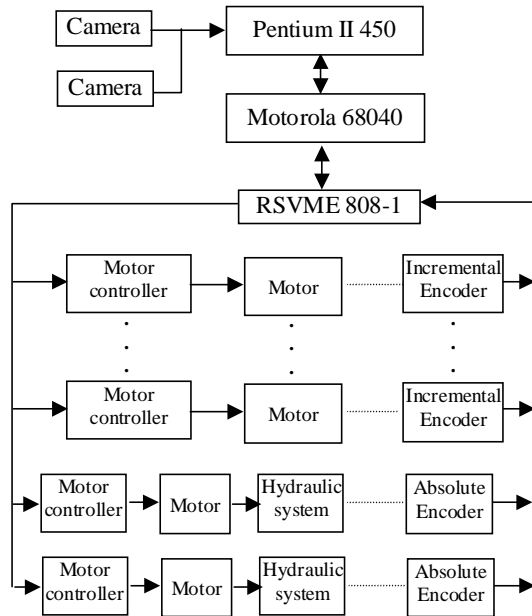 Camera
Pentium II 450
Camera
Motorola 68040
RSVME 808-1
Motor
controller
Motor
Incremental
Encoder
Motor
controller
Motor
Incremental
Encoder
Motor
controller
Motor
Hydraulic
system
Absolute
Encoder
Motor
controller
Motor
Hydraulic
system
Absolute
Encoder